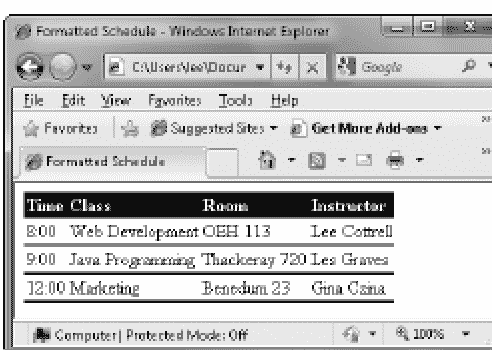 Formatted Schedule - Windows Internet Explorer
C:\Users\lee\Docur
Google
File Edit View Favorites Tools Help
Favorites Suggested Sites Get More Add-ons
Formatted Schedule
Time Class Room Instructor
8:00 Web Development OEH 113 Lee Cottrell
9:00 Java Programming Thackeray 720 Les Graves
12:00 Marketing Benedum 23 Gina
Computer | Protected Mode: Off 100%